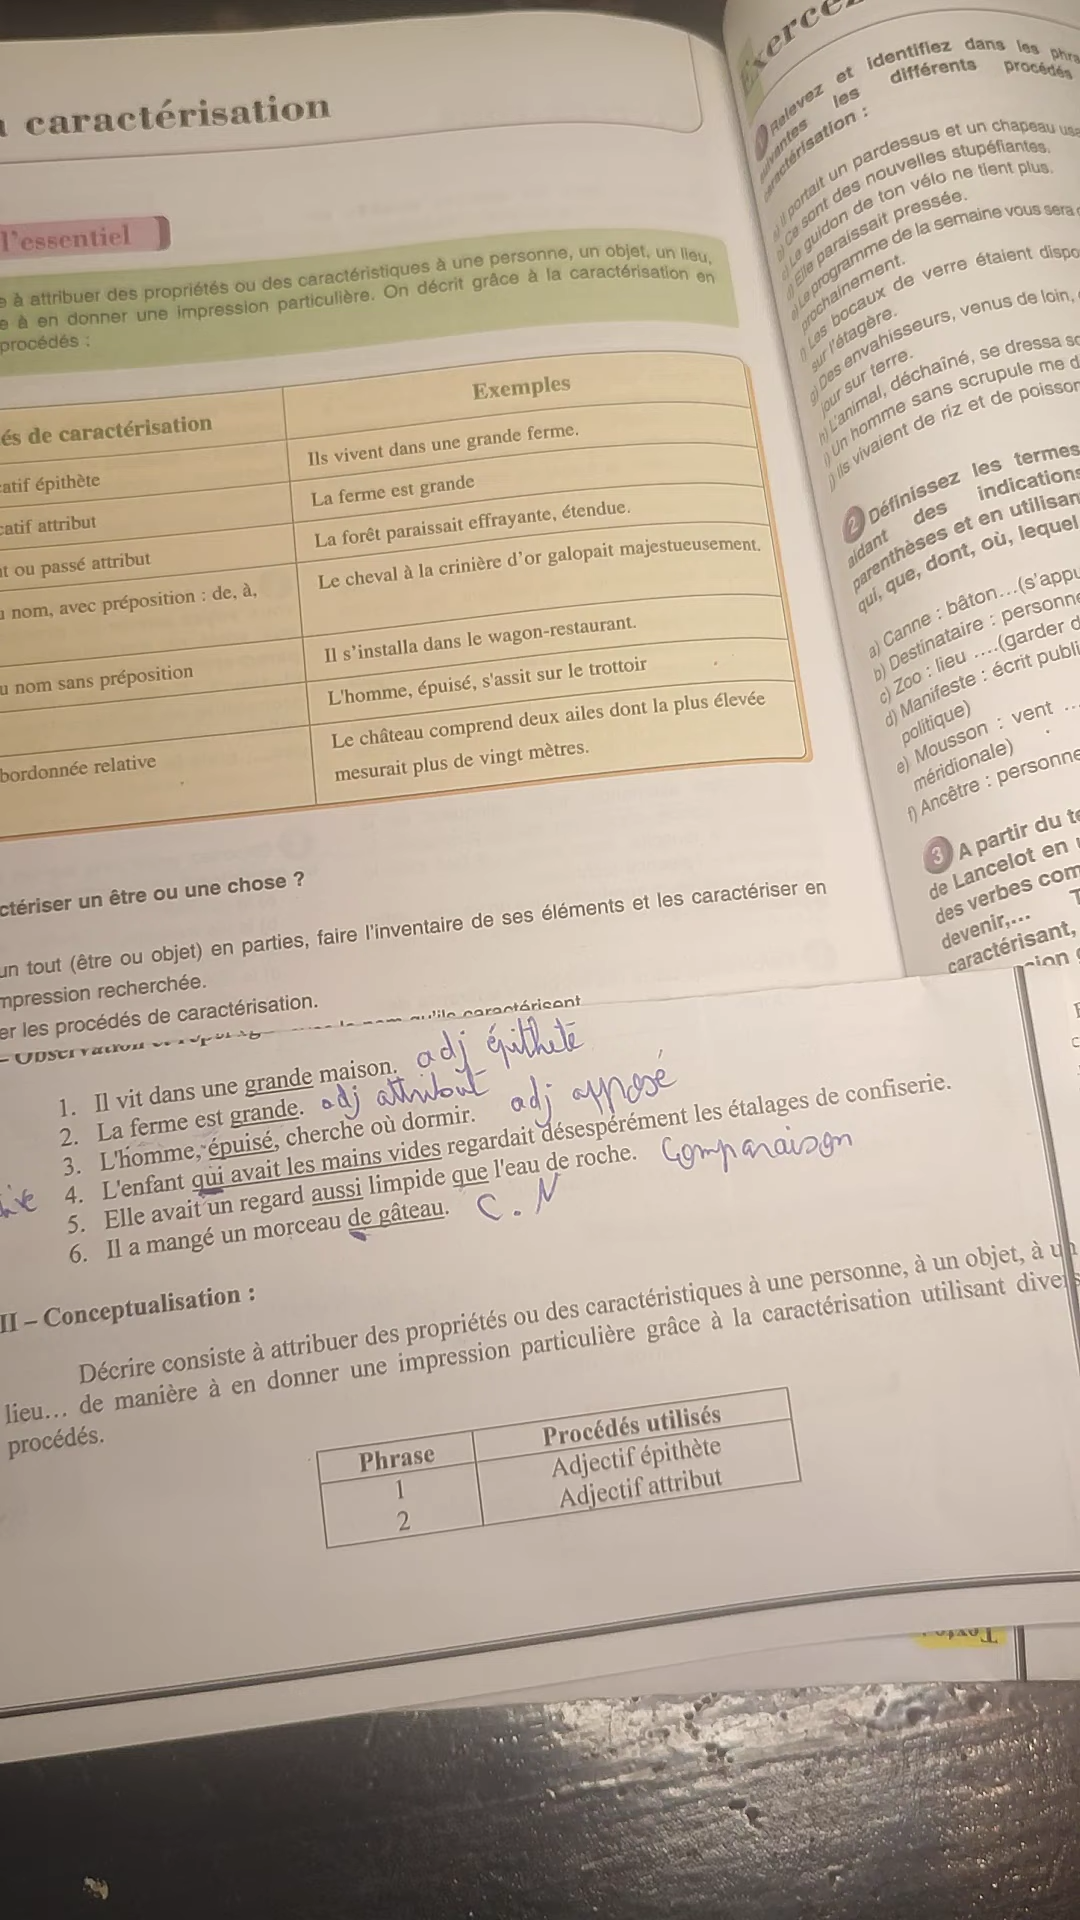 caractérisation
l'essentiel
à attribuer des propriétés ou des caractéristiques à une personne, un objet, un lieu,
à en donner une impression particulière. On décrit grâce à la caractérisation en
procédés :
és de caractérisation
Exemples
catif épithète
Ils vivent dans une grande ferme.
catif attribut
La ferme est grande
nt ou passé attribut
La forêt paraissait effrayante, étendue.
nom, avec préposition : de, à,
Le cheval à la crinière d'or galopait majestueusement.
u nom sans préposition
Il s'installa dans le wagon-restaurant.
L'homme, épuisé, s'assit sur le trottoir
bordonnée relative
Le château comprend deux ailes dont la plus élevée
mesurait plus de vingt mètres.
ctériser un être ou une chose ?
un tout (être ou objet) en parties, faire l'inventaire de ses éléments et les caractériser en
mpression recherchée.
er les procédés de caractérisation.
Exercez
1 Relevez et identifiez dans les phra
suivantes les différents procédés
caractérisation :
a) Il portait un pardessus et un chapeau usa
b) Ce sont des nouvelles stupéfiantes.
c) Le guidon de ton vélo ne tient plus.
d) Elle paraissait pressée.
e) Le programme de la semaine vous sera
prochainement.
f) Les bocaux de verre étaient dispo
sur l'étagère.
g) Des envahisseurs, venus de loin,
jour sur terre.
h) L'animal, déchaîné, se dressa
i) Un homme sans scrupule me d
j) Ils vivaient de riz et de poisson
2 Définissez les termes
aidant des indications
parenthèses et en utilisan
qui, que, dont, où, lequel
a) Canne : bâton...(s'appu
b) Destinataire : personne
c) Zoo : lieu ....(garder d
d) Manifeste : écrit publi
politique)
e) Mousson : vent ...
méridionale)
f) Ancêtre : personne
3 A partir du te
de Lancelot en
des verbes com
devenir,...
caractérisant,
qu'ils caractérisent
1. Il vit dans une grande maison. adj épithète
2. La ferme est grande. adj attribut
3. L'homme, épuisé, cherche où dormir. adj apposé
4. L'enfant qui avait les mains vides regardait désespérément les étalages de confiserie.
5. Elle avait un regard aussi limpide que l'eau de roche. Comparaison
6. Il a mangé un morceau de gâteau. C.N
II – Conceptualisation :
Décrire consiste à attribuer des propriétés ou des caractéristiques à une personne, à un objet, à un
lieu... de manière à en donner une impression particulière grâce à la caractérisation utilisant divers
procédés.
Phrase Procédés utilisés
1 Adjectif épithète
2 Adjectif attribut
Texte